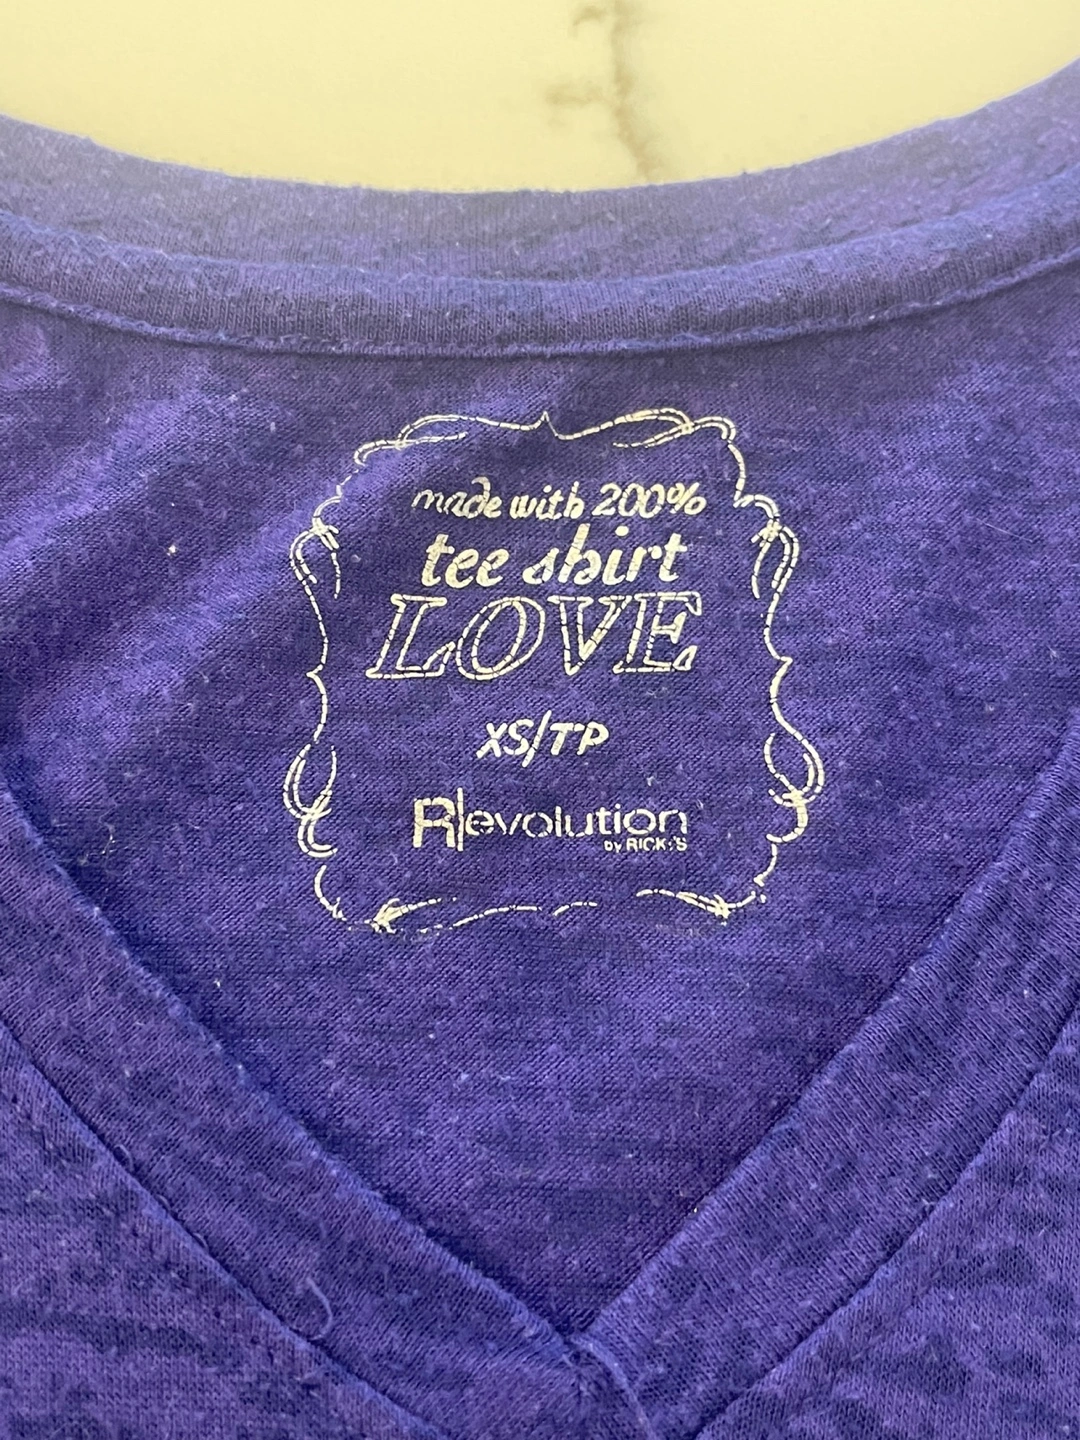 made with 200%
tee shirt
LOVE
XS/TP
R|evolution
by RICKI'S